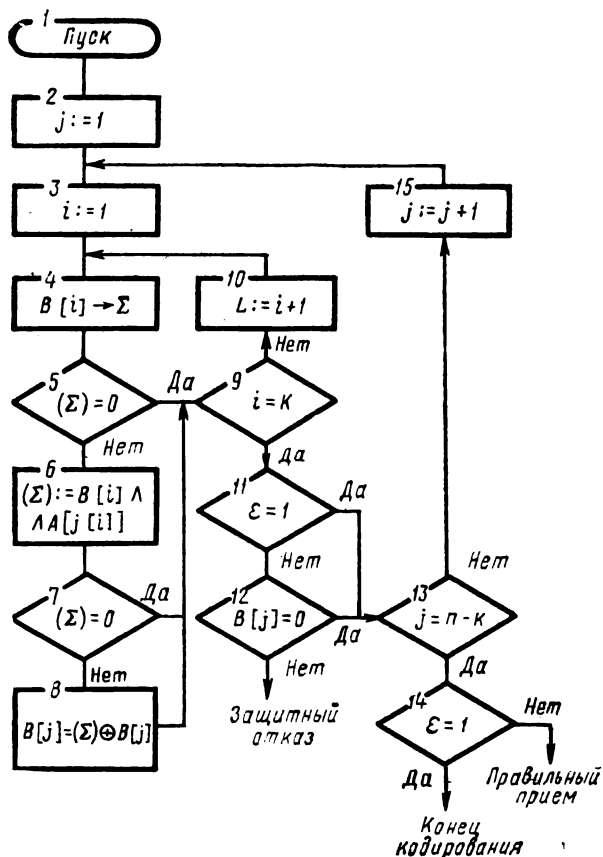 1
Пуск
2
j:=1
3
i:=1
15
j:=j+1
4
B[i]→Σ
10
L:=i+1
Нет
5
(Σ)=0
Да
9
i=K
Нет
Да
6
(Σ):=B[i]∧
∧A[j[i]]
11
ε=1
Да
Нет
7
(Σ)=0
Да
Нет
12
B[j]=0
Да
Нет
13
j=n-к
Нет
Да
8
B[j]=(Σ)⊕B[j]
Защитный
отказ
14
ε=1
Нет
Да
Правильный
прием
Конец
кодирования